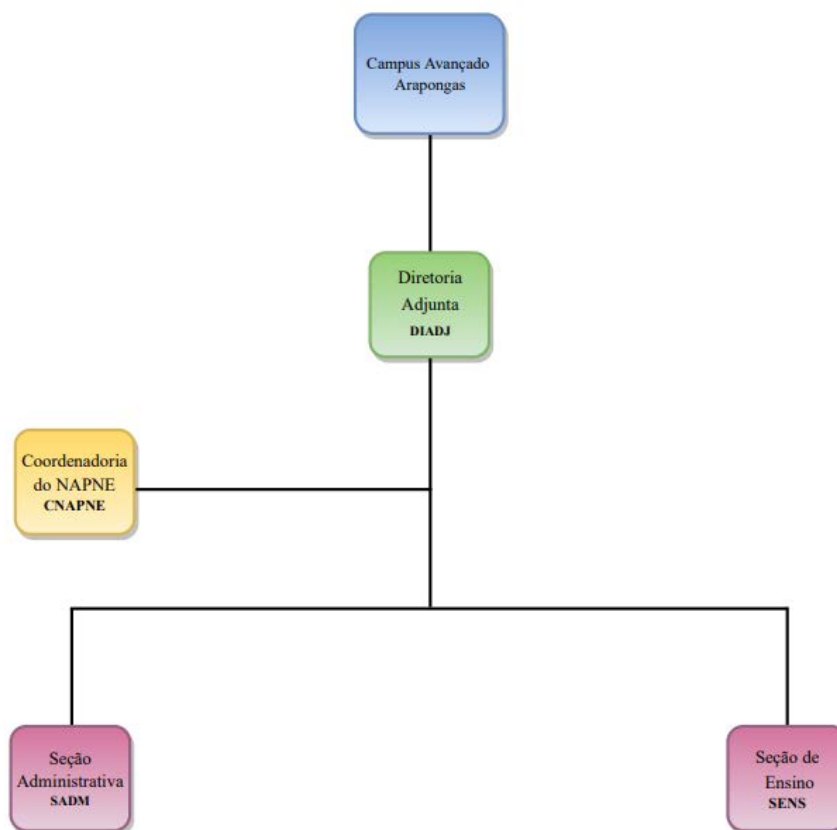 Campus Avançado
Arapongas
Diretoria
Adjunta
DIADJ
Coordenadoria
do NAPNE
CNAPNE
Seção
Administrativa
SADM
Seção de
Ensino
SENS